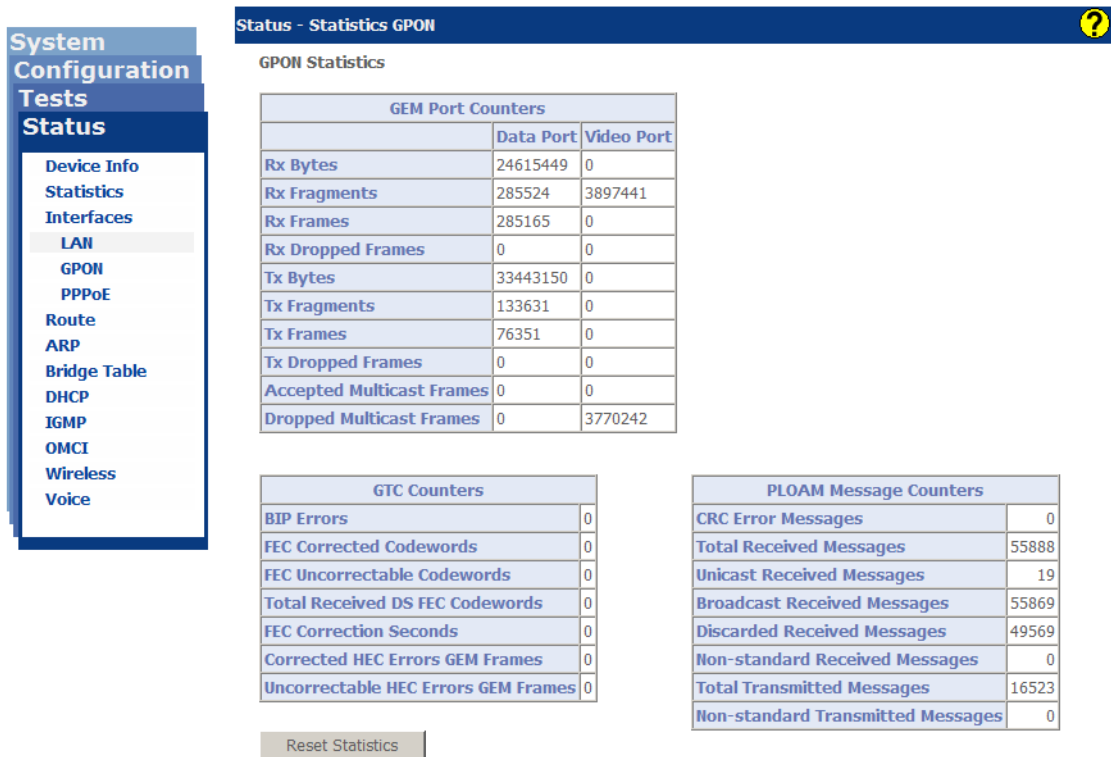 System
Configuration
Tests
Status
Device Info
Statistics
Interfaces
LAN
GPON
PPPoE
Route
ARP
Bridge Table
DHCP
IGMP
OMCI
Wireless
Voice
Status - Statistics GPON
?
GPON Statistics
GEM Port Counters
Data Port Video Port
Rx Bytes 24615449 0
Rx Fragments 285524 3897441
Rx Frames 285165 0
Rx Dropped Frames 0 0
Tx Bytes 33443150 0
Tx Fragments 133631 0
Tx Frames 76351 0
Tx Dropped Frames 0 0
Accepted Multicast Frames 0 0
Dropped Multicast Frames 0 3770242
GTC Counters
BIP Errors 0
FEC Corrected Codewords 0
FEC Uncorrectable Codewords 0
Total Received DS FEC Codewords 0
FEC Correction Seconds 0
Corrected HEC Errors GEM Frames 0
Uncorrectable HEC Errors GEM Frames 0
PLOAM Message Counters
CRC Error Messages 0
Total Received Messages 55888
Unicast Received Messages 19
Broadcast Received Messages 55869
Discarded Received Messages 49569
Non-standard Received Messages 0
Total Transmitted Messages 16523
Non-standard Transmitted Messages 0
Reset Statistics